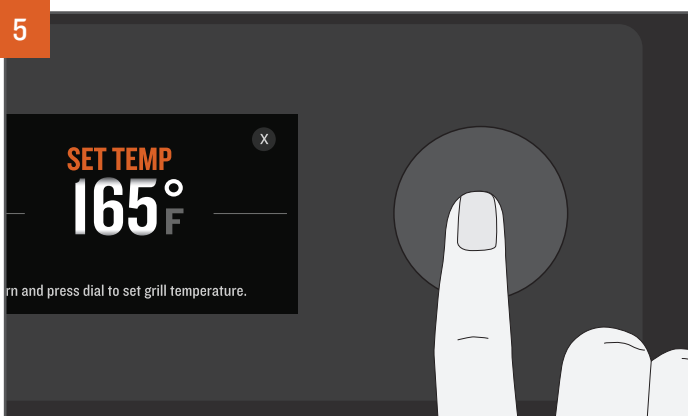 5
X
SET TEMP
165°
F
rn and press dial to set grill temperature.